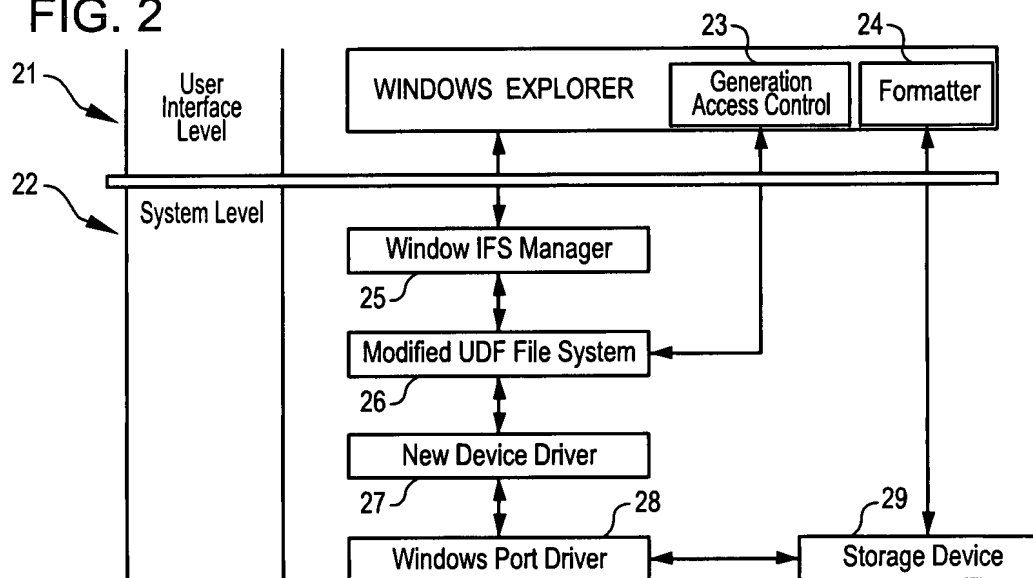 FIG. 2
23
24
21
User
Interface
Level
WINDOWS EXPLORER
Generation
Access Control
Formatter
22
System Level
Window IFS Manager
25
Modified UDF File System
26
New Device Driver
27
28
29
Windows Port Driver
Storage Device